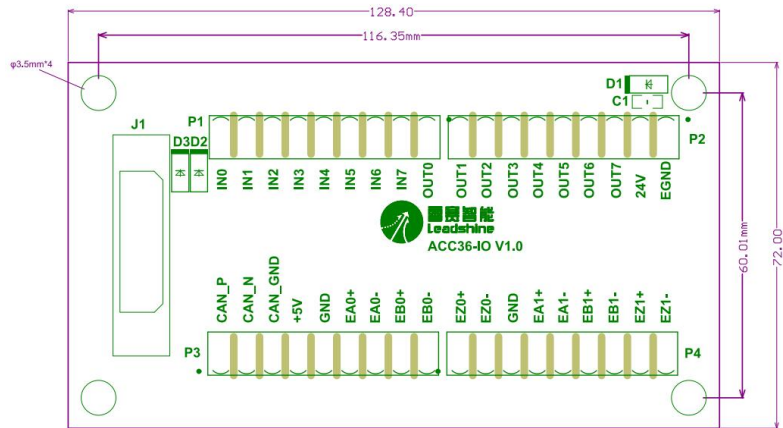 128.40
116.35mm
φ3.5mm*4
D1
C1
J1
P1
P2
D3 D2
IN0
IN1
IN2
IN3
IN4
IN5
IN6
IN7
OUT0
OUT1
OUT2
OUT3
OUT4
OUT5
OUT6
OUT7
24V
EGND
雷赛智能
Leadshine
ACC36-IO V1.0
60.01mm
72.00
CAN_P
CAN_N
CAN_GND
+5V
GND
EA0+
EA0-
EB0+
EB0-
EZ0+
EZ0-
GND
EA1+
EA1-
EB1+
EB1-
EZ1+
EZ1-
P3
P4